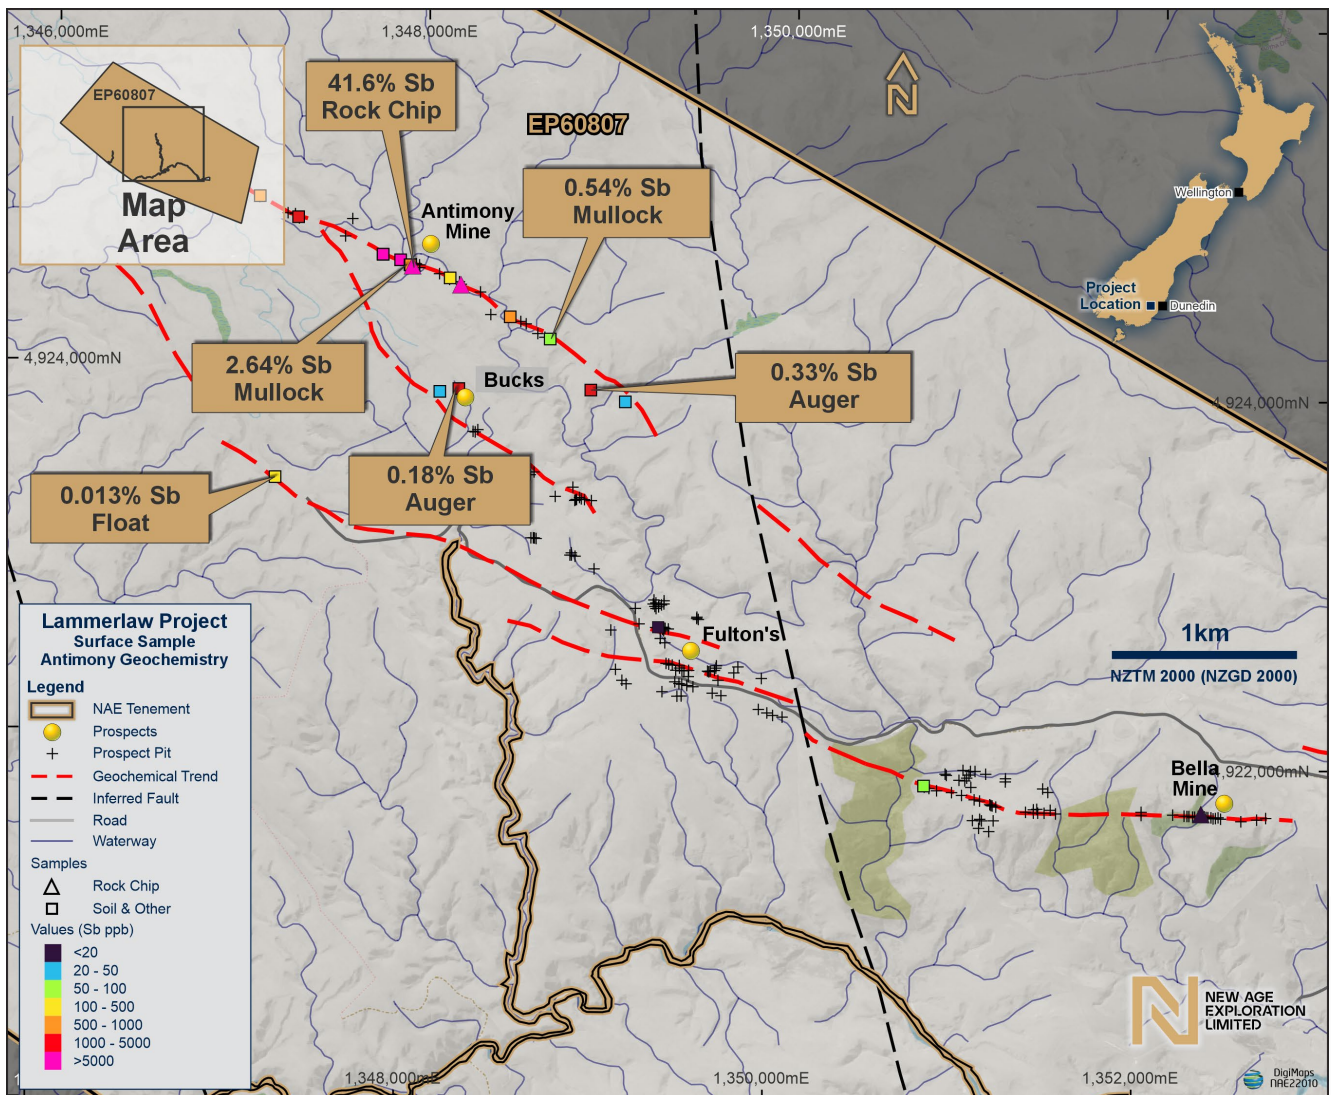 1,346,000mE
1,348,000mE
1,350,000mE
EP60807
Map
Area
41.6% Sb
Rock Chip
EP60807
N
0.54% Sb
Mullock
Antimony
Mine
Wellington
Project
Location
Dunedin
4,924,000mN
2.64% Sb
Mullock
Bucks
0.33% Sb
Auger
4,924,000mN
0.18% Sb
Auger
0.013% Sb
Float
Fulton's
1km
NZTM 2000 (NZGD 2000)
Lammerlaw Project
Surface Sample
Antimony Geochemistry
Legend
NAE Tenement
Prospects
Prospect Pit
Geochemical Trend
Inferred Fault
Road
Waterway
Samples
Rock Chip
Soil & Other
Values (Sb ppb)
<20
20 - 50
50 - 100
100 - 500
500 - 1000
1000 - 5000
>5000
Bella
Mine
4,922,000mN
N
NEW AGE
EXPLORATION
LIMITED
1,348,000mE
1,350,000mE
1,352,000mE
DigiMaps
NAE22010